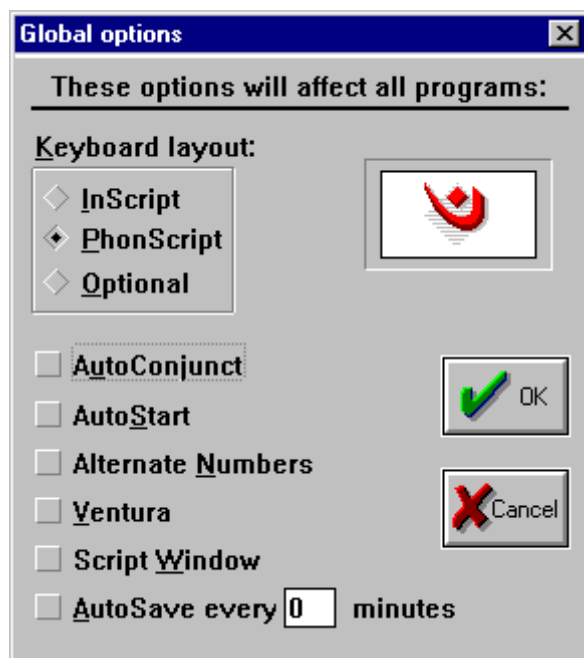 Global options
These options will affect all programs:
Keyboard layout:
InScript
PhonScript
Optional
AutoConjunct
AutoStart
Alternate Numbers
Ventura
Script Window
AutoSave every 0 minutes
OK
Cancel